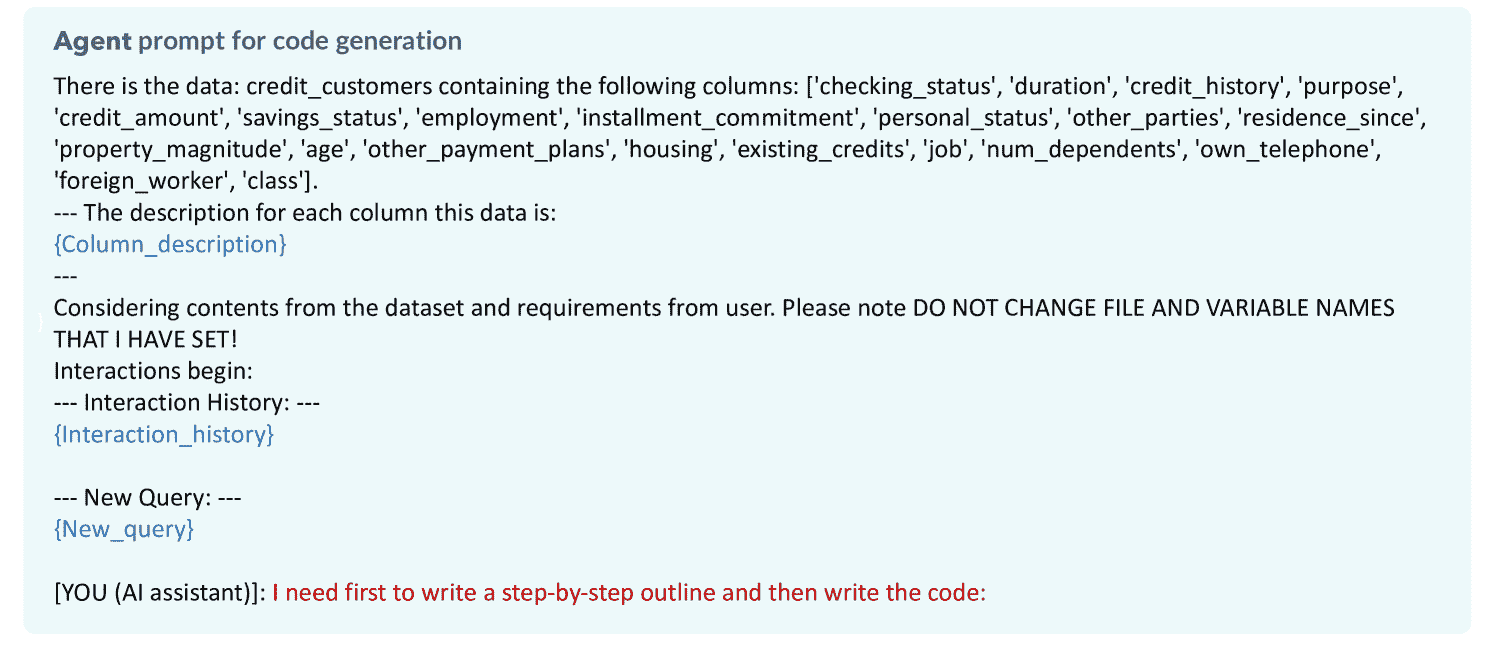 Agent prompt for code generation
There is the data: credit_customers containing the following columns: ['checking_status', 'duration', 'credit_history', 'purpose',
'credit_amount', 'savings_status', 'employment', 'installment_commitment', 'personal_status', 'other_parties', 'residence_since',
'property_magnitude', 'age', 'other_payment_plans', 'housing', 'existing_credits', 'job', 'num_dependents', 'own_telephone',
'foreign_worker', 'class'].
--- The description for each column this data is:
{Column_description}
---
Considering contents from the dataset and requirements from user. Please note DO NOT CHANGE FILE AND VARIABLE NAMES
THAT I HAVE SET!
Interactions begin:
--- Interaction History: ---
{Interaction_history}
--- New Query: ---
{New_query}
[YOU (AI assistant)]: I need first to write a step-by-step outline and then write the code: